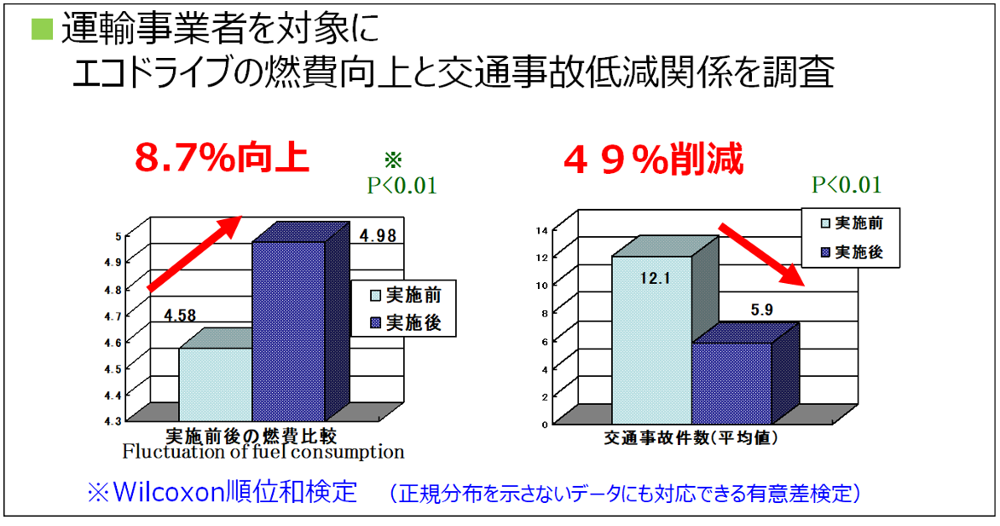 運輸事業者を対象に
エコドライブの燃費向上と交通事故低減関係を調査
8.7%向上
※
P<0.01
5
4.9
4.8
4.7
4.6
4.5
4.4
4.3
4.58
4.98
実施前
実施後
実施前後の燃費比較
Fluctuation of fuel consumption
49%削減
P<0.01
14
12
10
8
6
4
2
0
12.1
5.9
実施前
実施後
交通事故件数(平均値)
※Wilcoxon順位和検定 (正規分布を示さないデータにも対応できる有意差検定)